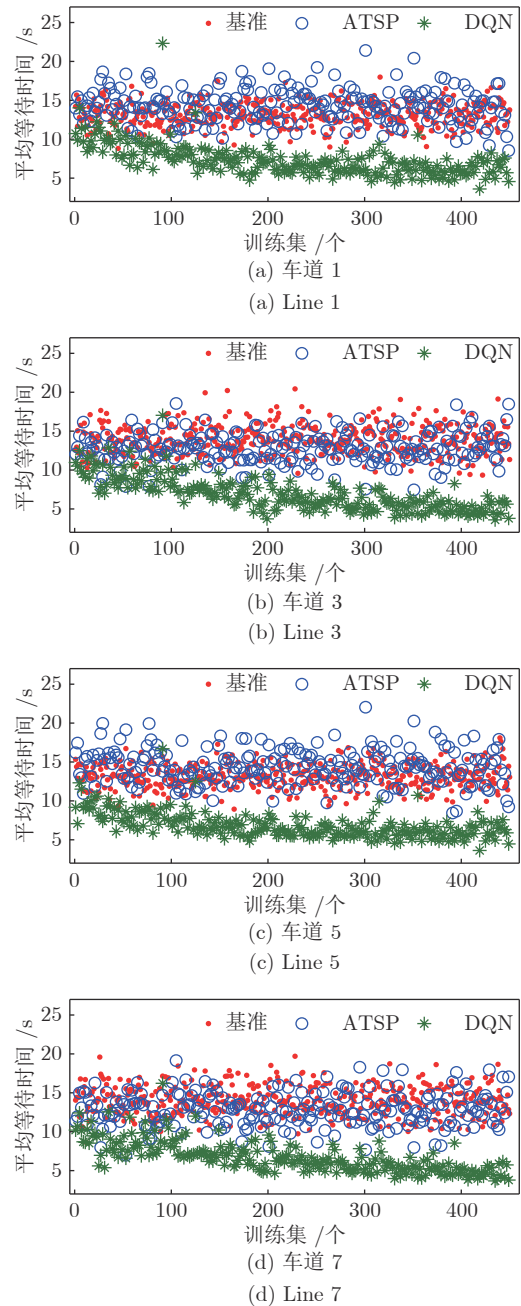 基准 ATSP DQN
25
20
15
10
5
平均等待时间 /s
0 100 200 300 400
训练集 /个
(a) 车道 1
(a) Line 1
基准 ATSP DQN
25
20
15
10
5
平均等待时间 /s
0 100 200 300 400
训练集 /个
(b) 车道 3
(b) Line 3
基准 ATSP DQN
25
20
15
10
5
平均等待时间 /s
0 100 200 300 400
训练集 /个
(c) 车道 5
(c) Line 5
基准 ATSP DQN
25
20
15
10
5
平均等待时间 /s
0 100 200 300 400
训练集 /个
(d) 车道 7
(d) Line 7